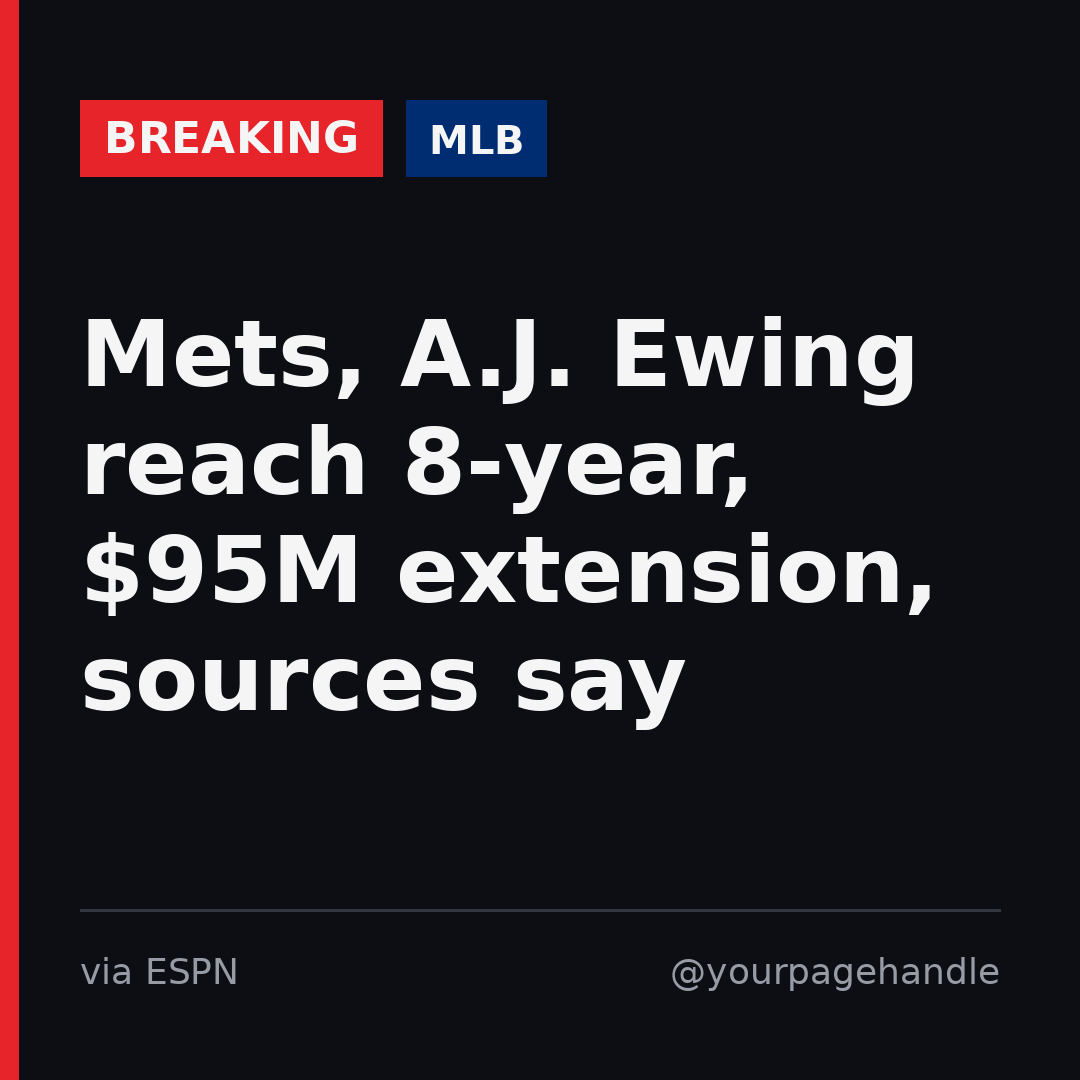 BREAKING MLB
Mets, A.J. Ewing
reach 8-year,
$95M extension,
sources say
via ESPN @yourpagehandle